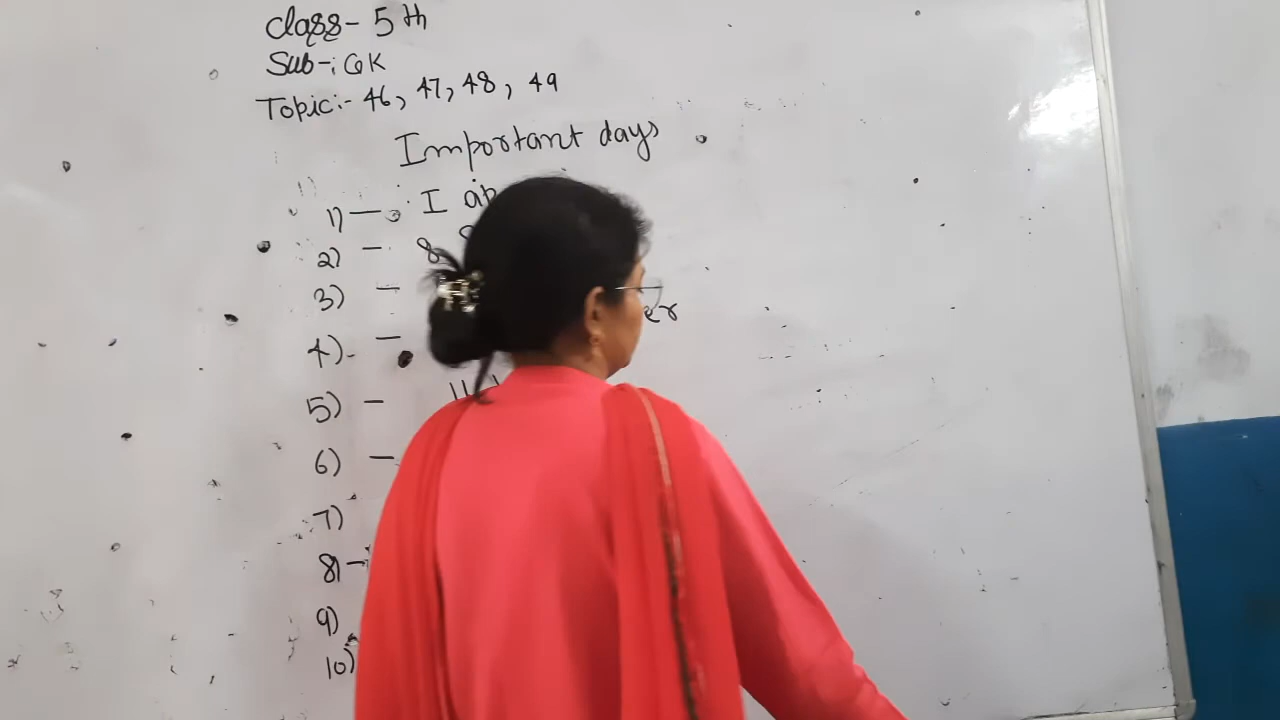 Class- 5th
Sub-: GK
Topic:- 46, 47, 48, 49
Important days
1) — I
2) — 8
3) —
4) —
5) —
6) —
7)
8) —
9)
10)